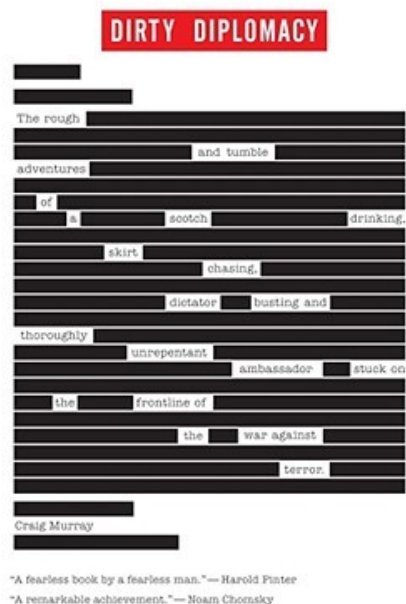 DIRTY DIPLOMACY
The rough
and tumble
adventures
of
a scotch drinking,
skirt
chasing,
dictator busting and
thoroughly
unrepentant
ambassador stuck on
the frontline of
the war against
terror.
Craig Murray
"A fearless book by a fearless man."—Harold Pinter
"A remarkable achievement."—Noam Chomsky